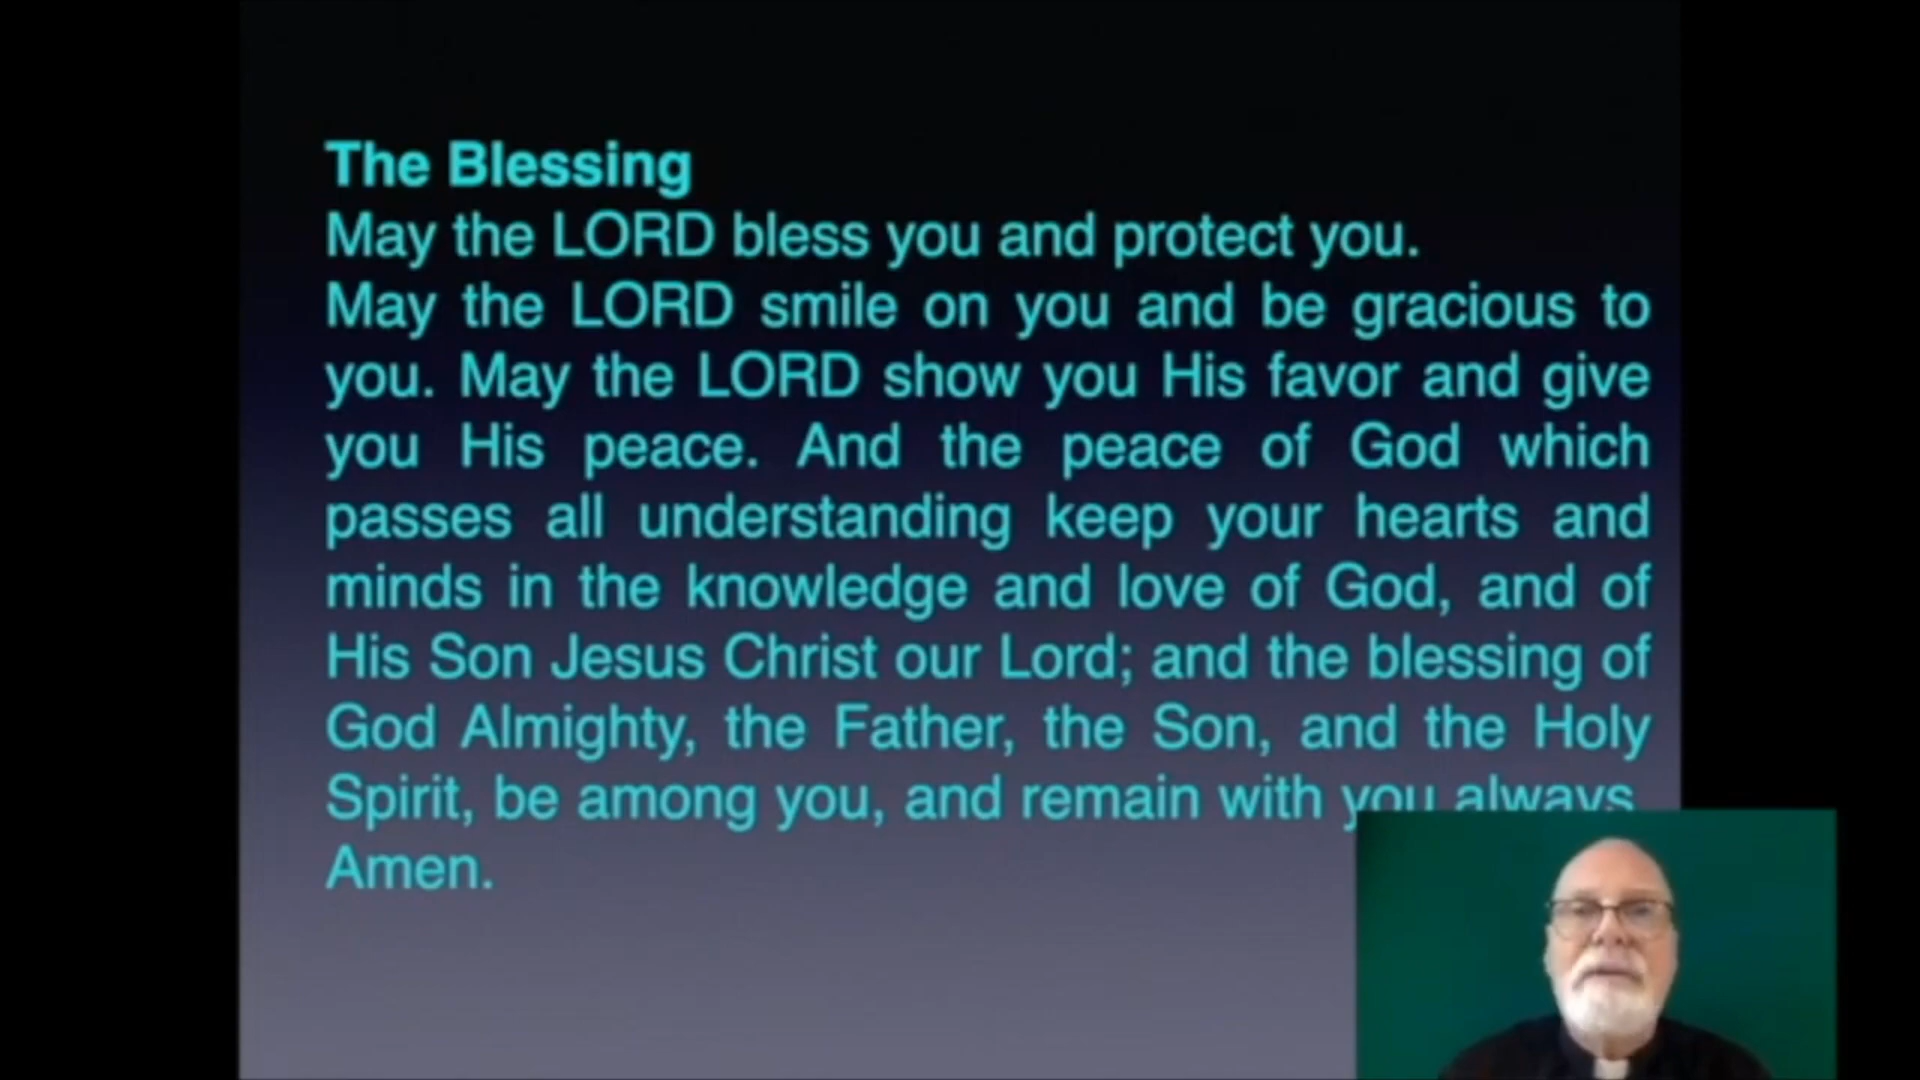 The Blessing
May the LORD bless you and protect you.
May the LORD smile on you and be gracious to
you. May the LORD show you His favor and give
you His peace. And the peace of God which
passes all understanding keep your hearts and
minds in the knowledge and love of God, and of
His Son Jesus Christ our Lord; and the blessing of
God Almighty, the Father, the Son, and the Holy
Spirit, be among you, and remain with you always.
Amen.